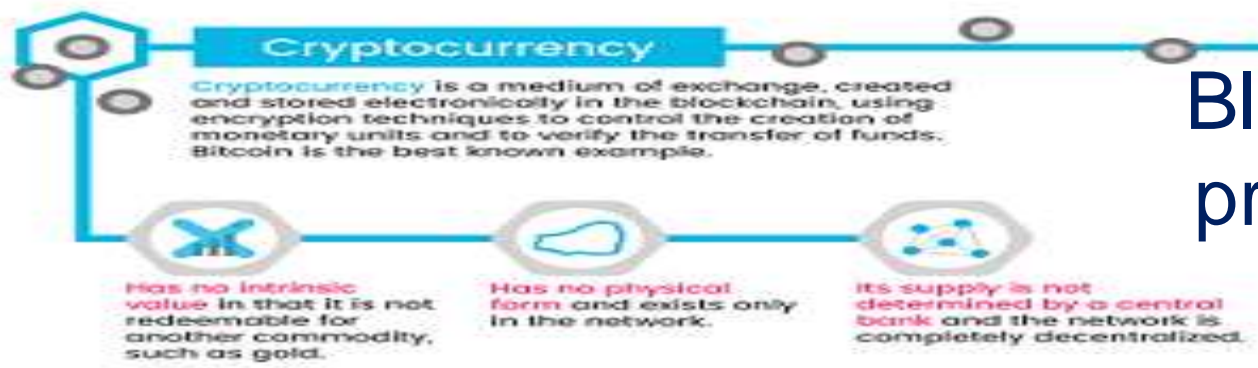 Cryptocurrency
Cryptocurrency is a medium of exchange, created
and stored electronically in the blockchain, using
encryption techniques to control the creation of
monetary units and to verify the transfer of funds.
Bitcoin is the best known example.
Bl
pr
Has no intrinsic
value in that it is not
redeemable for
another commodity,
such as gold.
Has no physical
form and exists only
in the network.
Its supply is not
determined by a central
bank and the network is
completely decentralized.